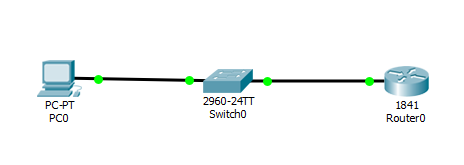 PC-PT
PC0
2960-24TT
Switch0
1841
Router0